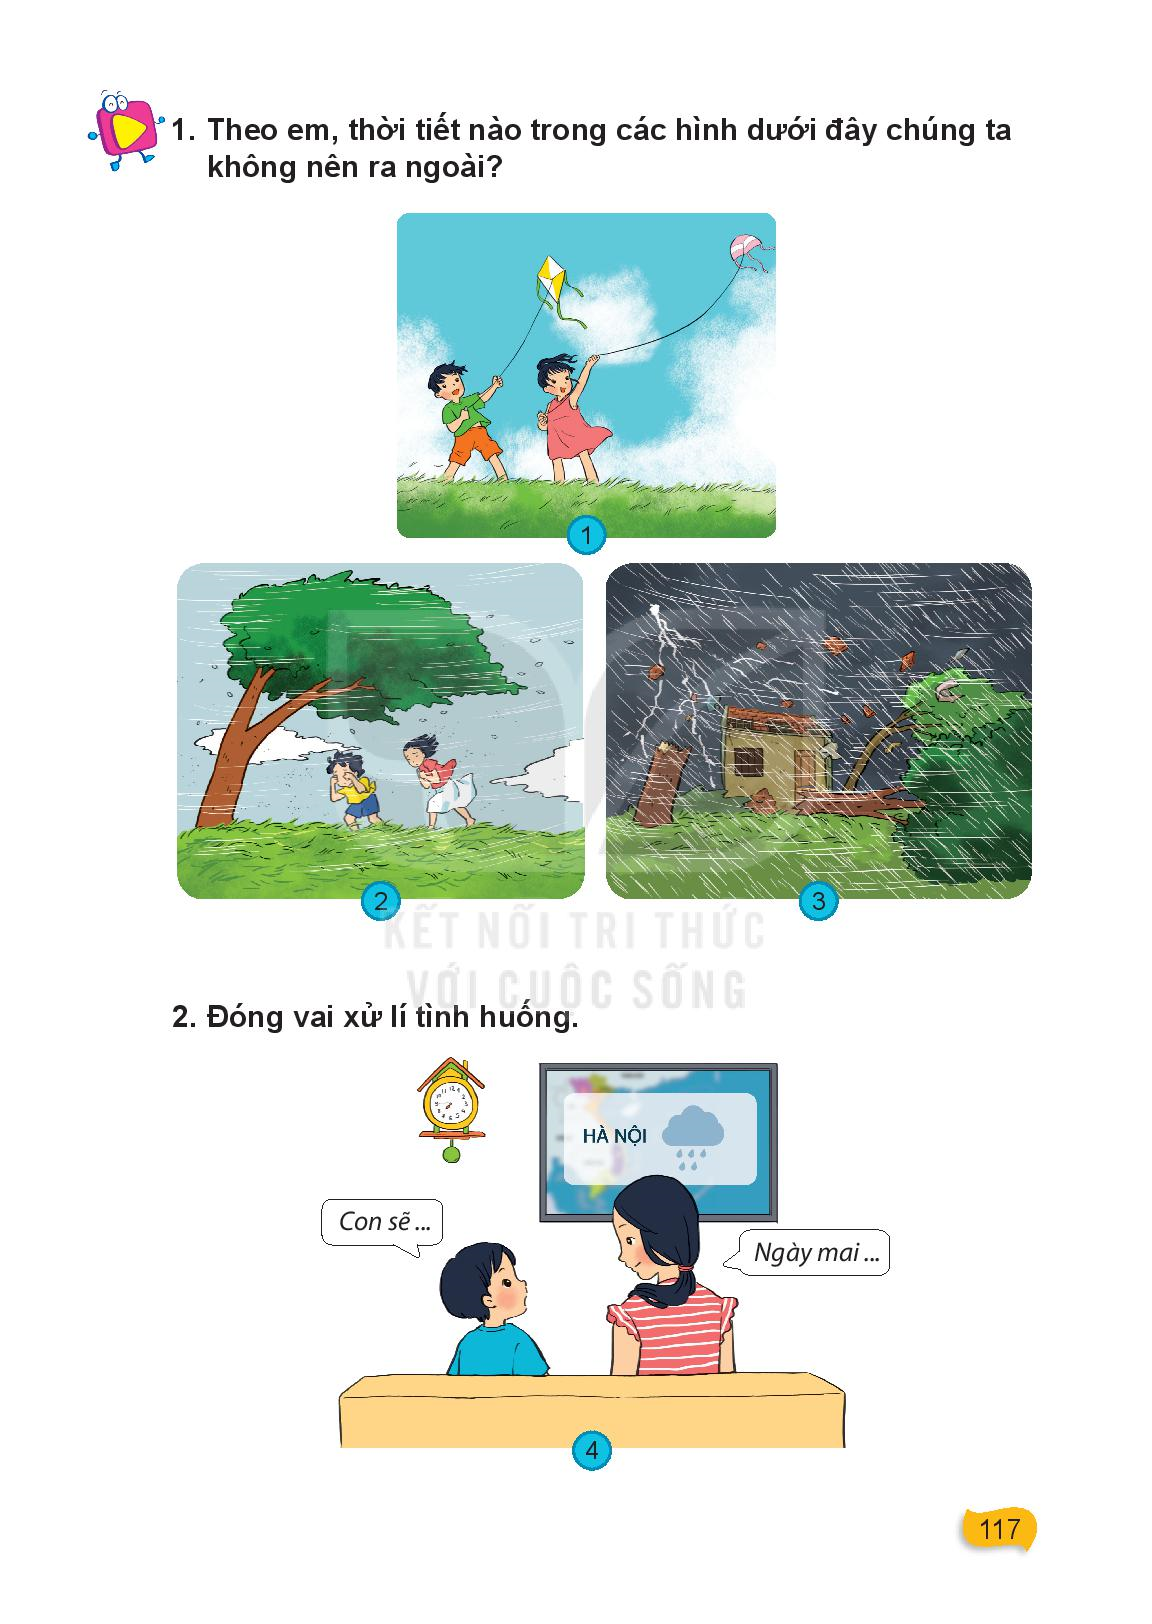 1. Theo em, thời tiết nào trong các hình dưới đây chúng ta
không nên ra ngoài?
1
2
3
KẾT NỐI TRI THỨC
VỚI CUỘC SỐNG
2. Đóng vai xử lí tình huống.
HÀ NỘI
Con sẽ ...
Ngày mai ...
4
117